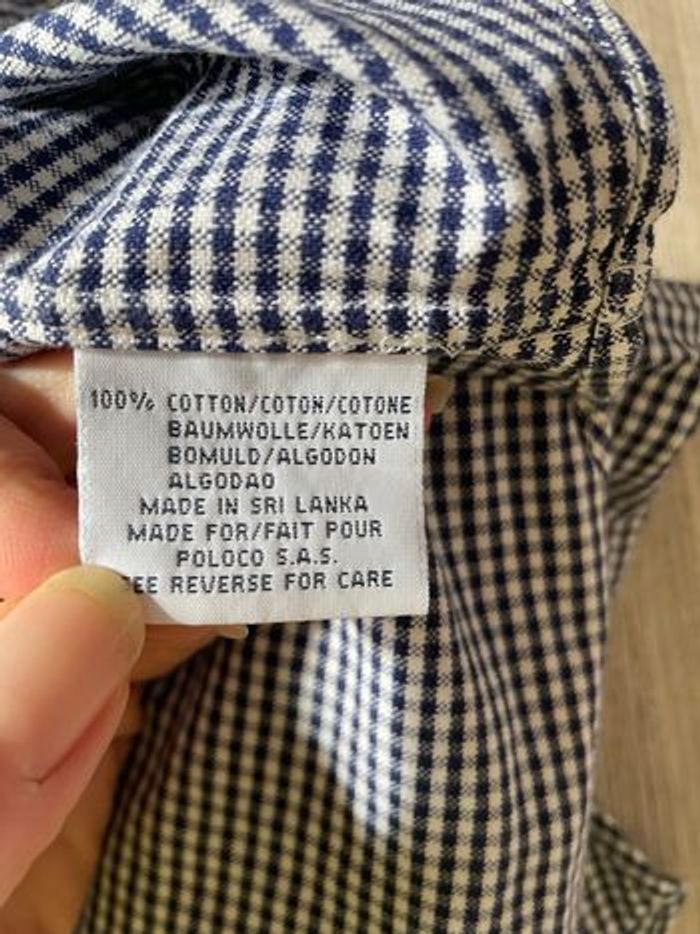 100% COTTON/COTON/COTONE
BAUMWOLLE/KATOEN
BOMULD/ALGODON
ALGODAO
MADE IN SRI LANKA
MADE FOR/FAIT POUR
POLOCO S.A.S.
EE REVERSE FOR CARE